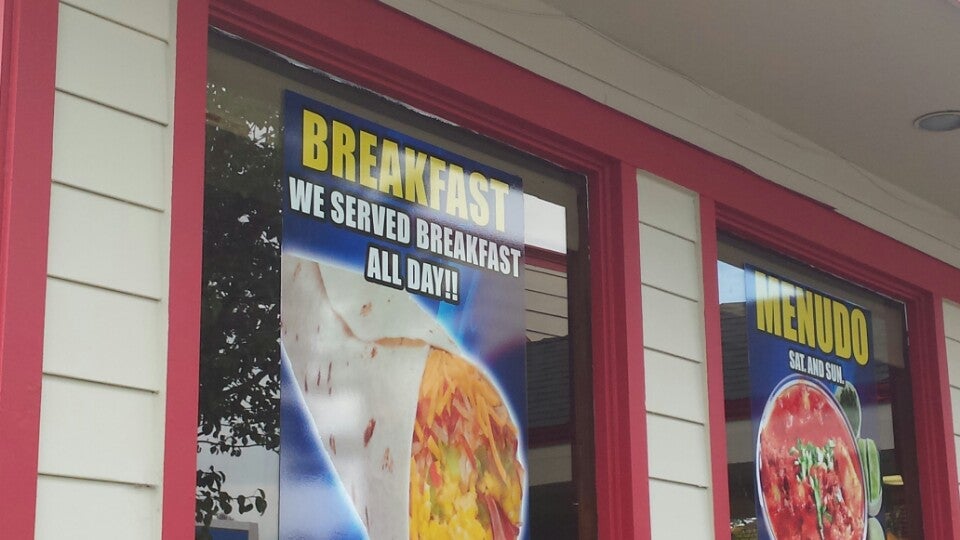 BREAKFAST
WE SERVED BREAKFAST
ALL DAY!!
MENUDO
SAT. AND SUN.